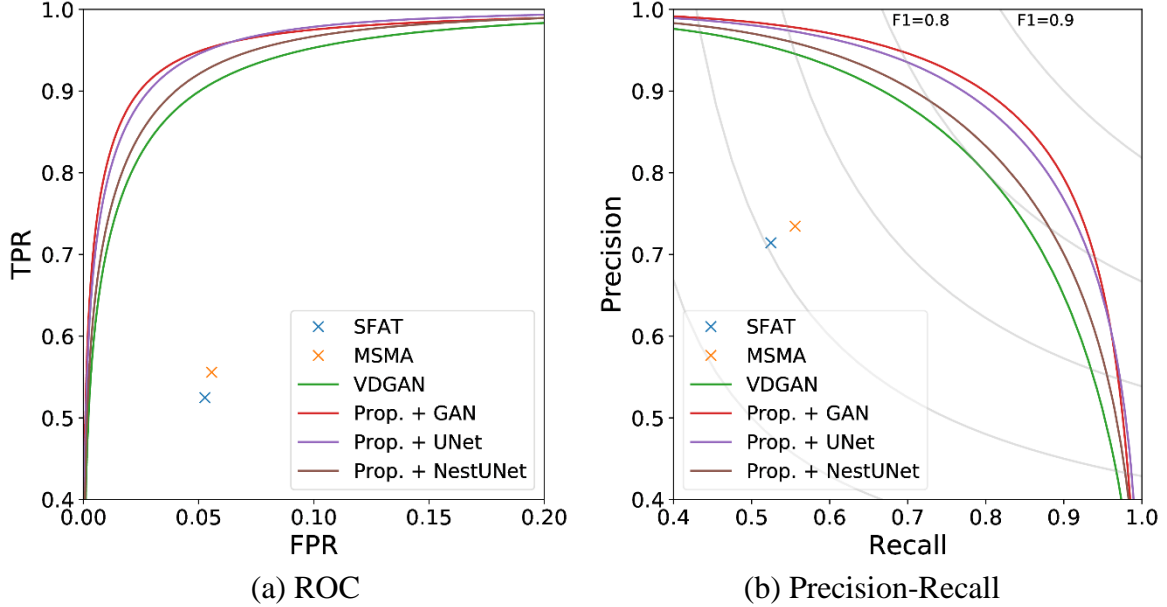 1.0
0.9
0.8
0.7
0.6
0.5
0.4
TPR
0.00
0.05
0.10
0.15
0.20
FPR
SFAT
MSMA
VDGAN
Prop. + GAN
Prop. + UNet
Prop. + NestUNet
(a) ROC
1.0
0.9
0.8
0.7
0.6
0.5
0.4
Precision
F1=0.8
F1=0.9
0.4
0.5
0.6
0.7
0.8
0.9
1.0
Recall
SFAT
MSMA
VDGAN
Prop. + GAN
Prop. + UNet
Prop. + NestUNet
(b) Precision-Recall